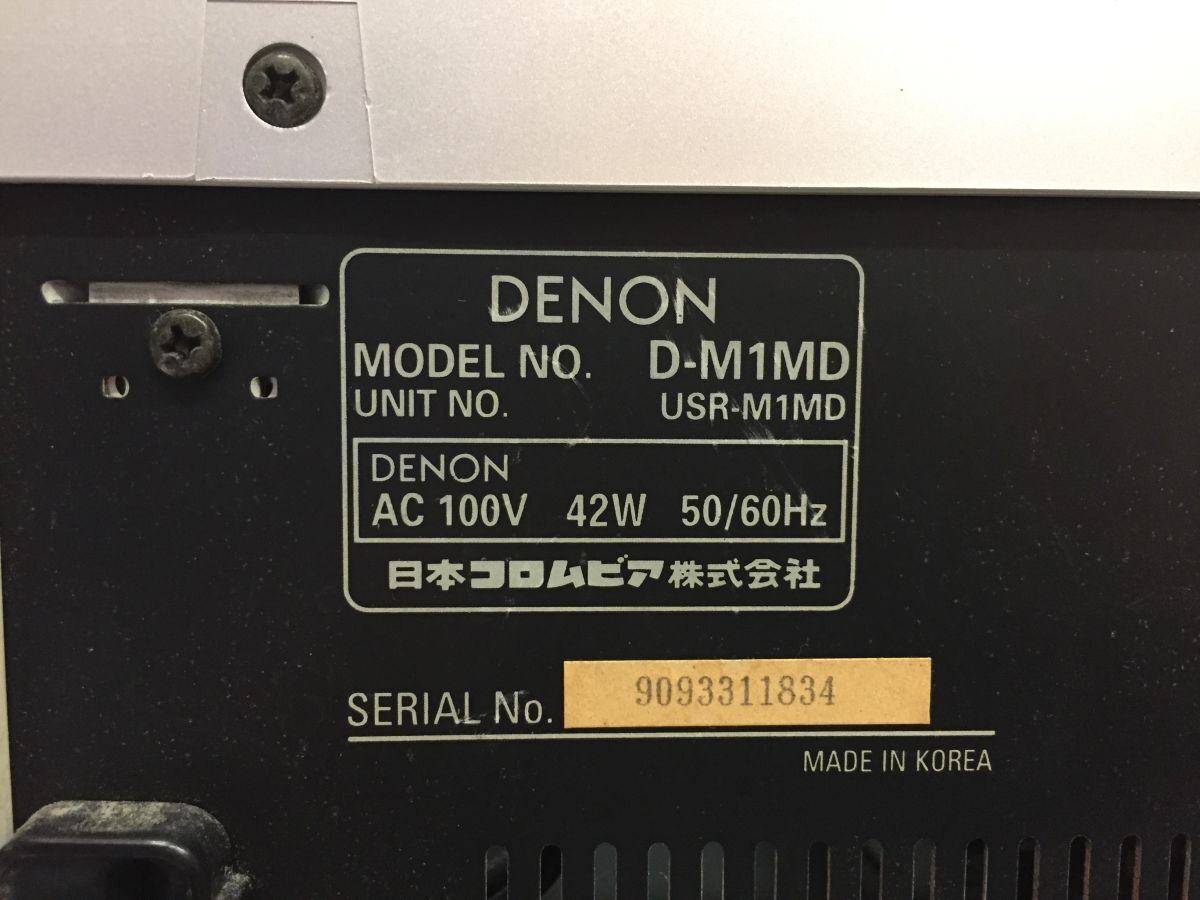 DENON
MODEL NO. D-M1MD
UNIT NO. USR-M1MD
DENON
AC 100V 42W 50/60Hz
日本コロムビア株式会社
SERIAL No. 9093311834
MADE IN KOREA